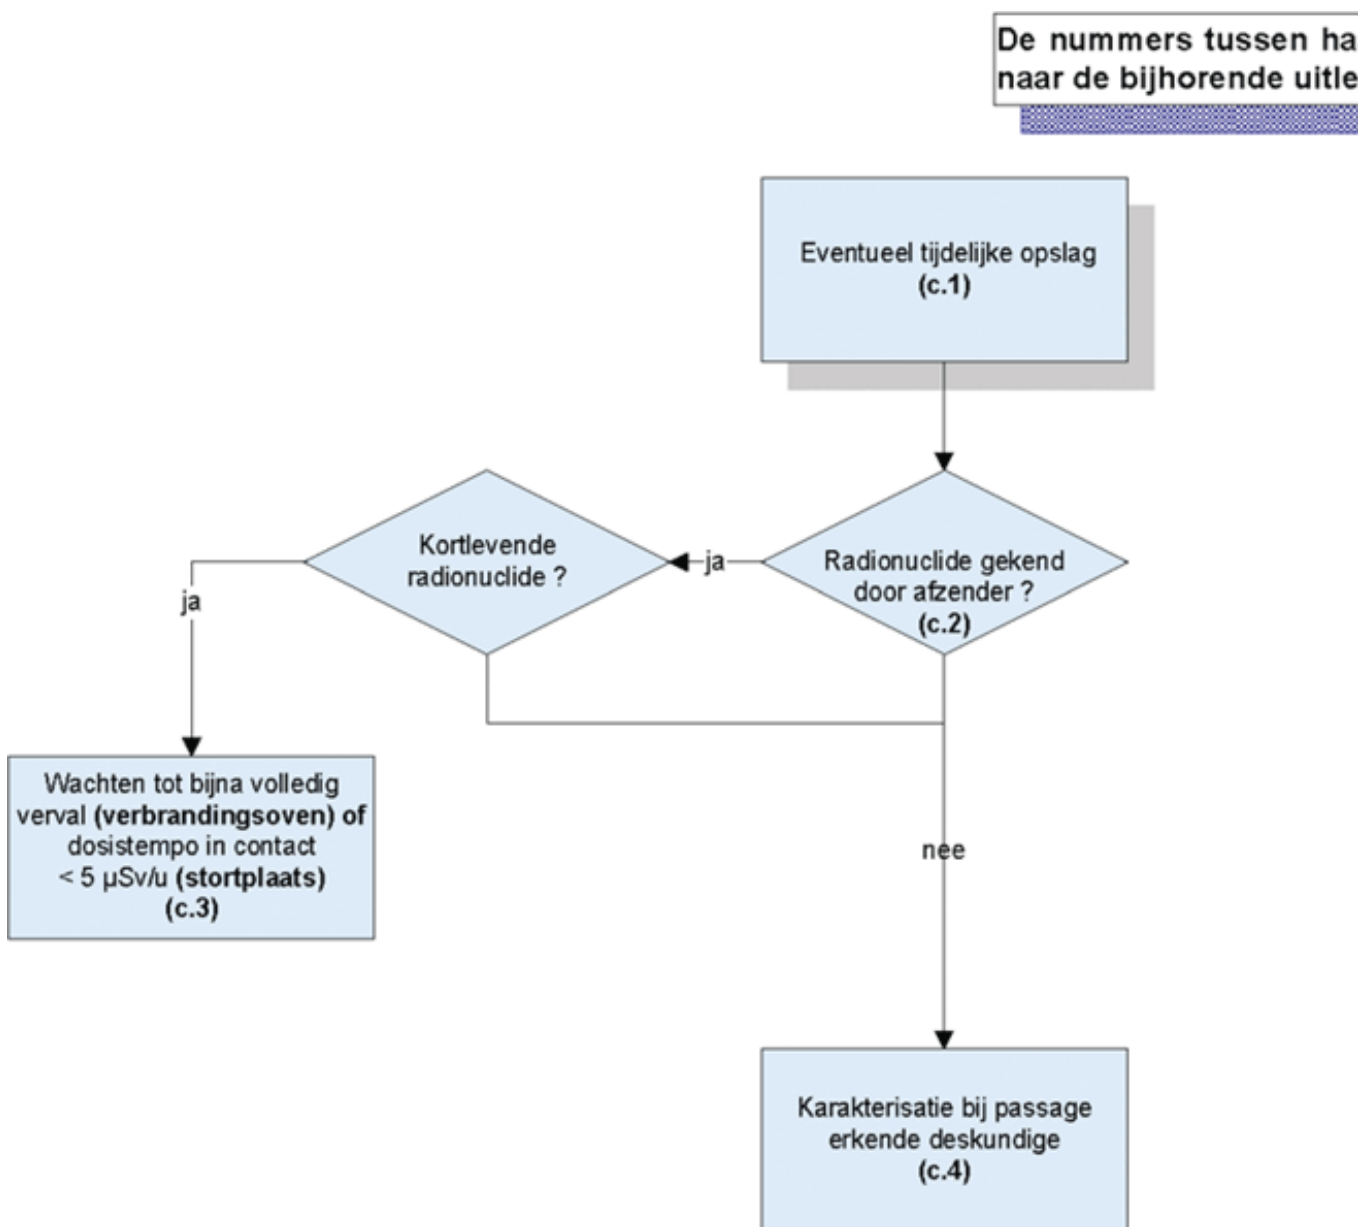 De nummers tussen ha
naar de bijhorende uitle
Eventueel tijdelijke opslag
(c.1)
Radionuclide gekend
door afzender ?
(c.2)
ja
Kortlevende
radionuclide ?
ja
Wachten tot bijna volledig
verval (verbrandingsoven) of
dosistempo in contact
< 5 µSv/u (stortplaats)
(c.3)
nee
Karakterisatie bij passage
erkende deskundige
(c.4)